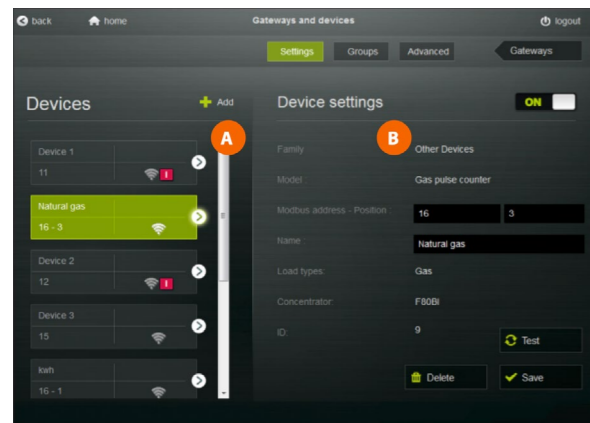 back home Gateways and devices logout
Settings Groups Advanced Gateways
Devices Add Device settings ON
A B
Device 1
11 I
Natural gas
16 - 3
Device 2
12 I
Device 3
15
kwh
16 - 1
Family Other Devices
Model : Gas pulse counter
Modbus address - Position : 16 3
Name : Natural gas
Load types: Gas
Concentrator: F80BI
ID: 9
Test
Delete Save